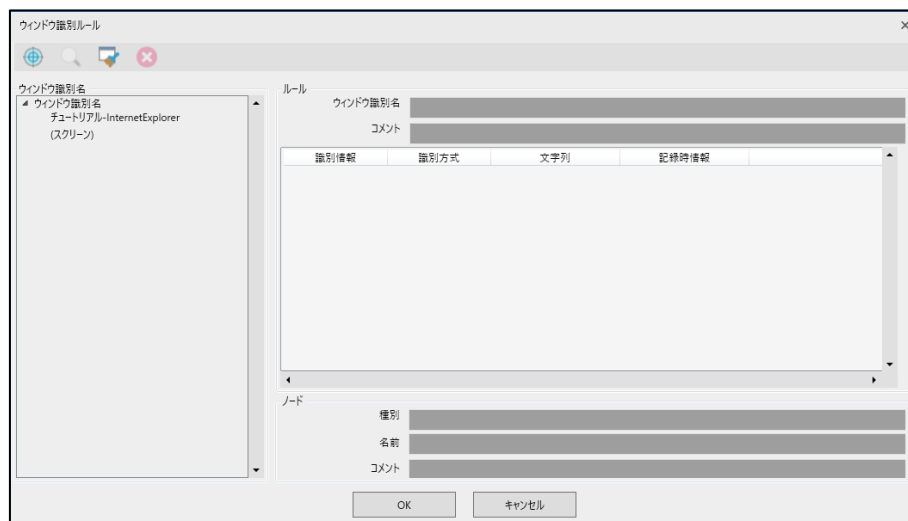 ウィンドウ識別ルール
ウィンドウ識別名
ウィンドウ識別名
チュートリアル-InternetExplorer
(スクリーン)
ルール
ウィンドウ識別名
コメント
識別情報 識別方式 文字列 記録時情報
ノード
種別
名前
コメント
OK キャンセル